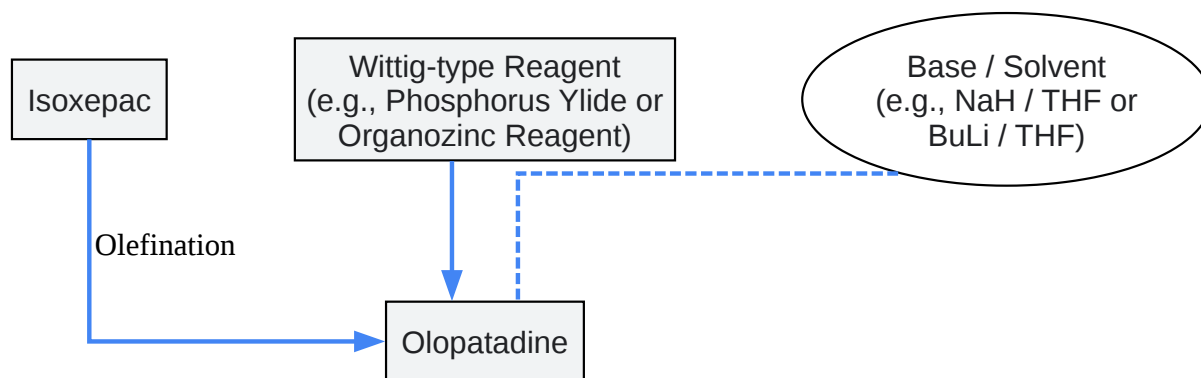 Isoxepac
Wittig-type Reagent
(e.g., Phosphorus Ylide or
Organozinc Reagent)
Base / Solvent
(e.g., NaH / THF or
BuLi / THF)
Olefination
Olopatadine